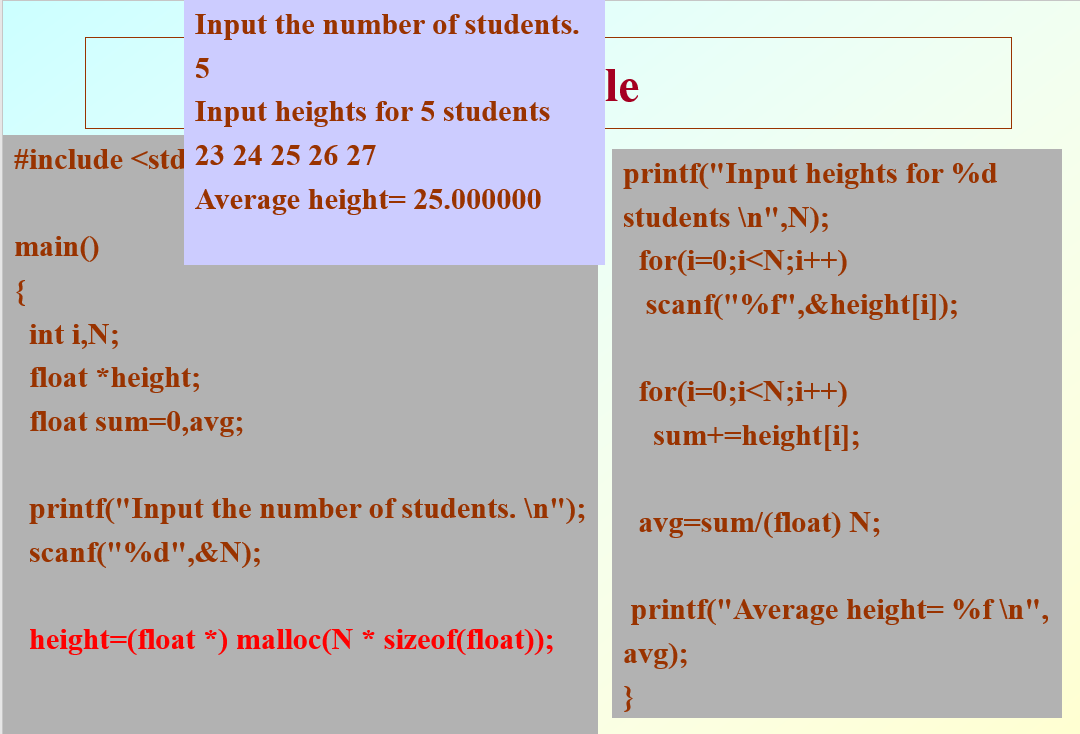 Input the number of students.
5
Input heights for 5 students
23 24 25 26 27
Average height= 25.000000
le
#include <std
main()
{
int i,N;
float *height;
float sum=0,avg;
printf("Input the number of students. \n");
scanf("%d",&N);
height=(float *) malloc(N * sizeof(float));
printf("Input heights for %d
students \n",N);
for(i=0;i<N;i++)
scanf("%f",&height[i]);
for(i=0;i<N;i++)
sum+=height[i];
avg=sum/(float) N;
printf("Average height= %f \n",
avg);
}